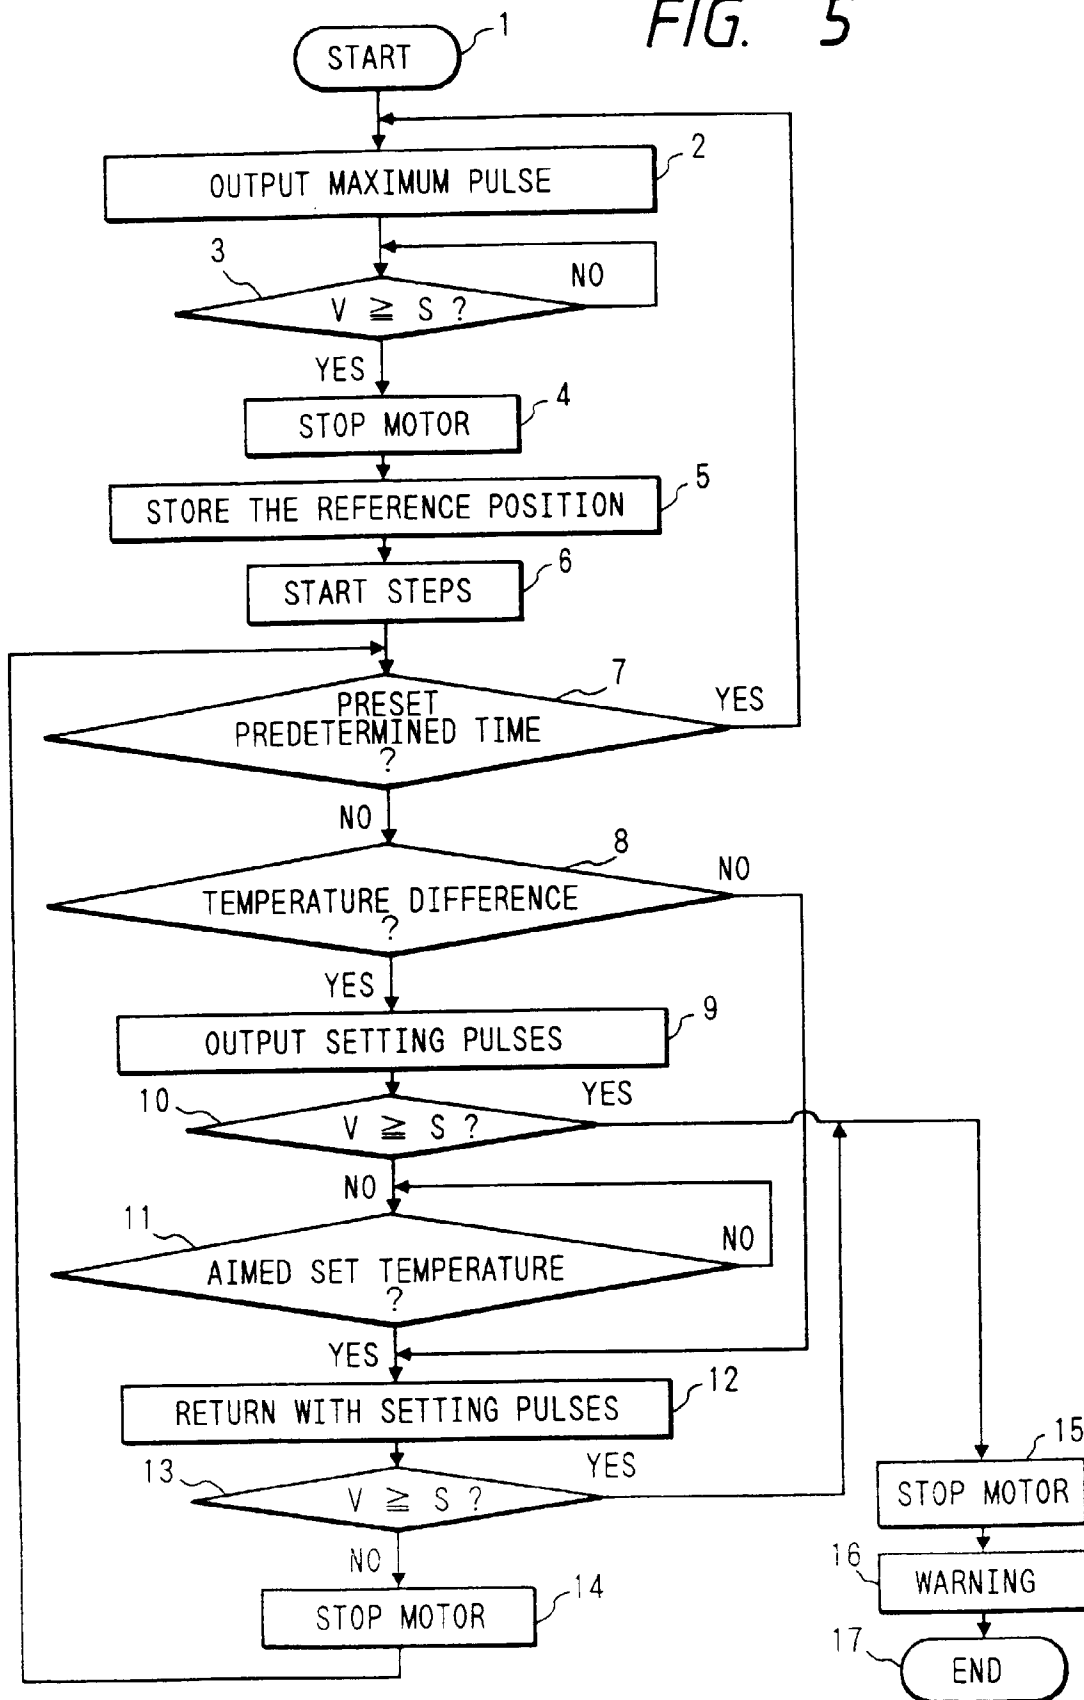 FIG. 5
START
1
OUTPUT MAXIMUM PULSE
2
3
V ≧ S ?
NO
YES
STOP MOTOR
4
STORE THE REFERENCE POSITION
5
START STEPS
6
PRESET
PREDETERMINED TIME
?
7
YES
NO
TEMPERATURE DIFFERENCE
?
8
NO
YES
OUTPUT SETTING PULSES
9
10
V ≧ S ?
YES
NO
11
AIMED SET TEMPERATURE
?
NO
YES
RETURN WITH SETTING PULSES
12
13
V ≧ S ?
YES
NO
STOP MOTOR
14
STOP MOTOR
15
16
WARNING
17
END